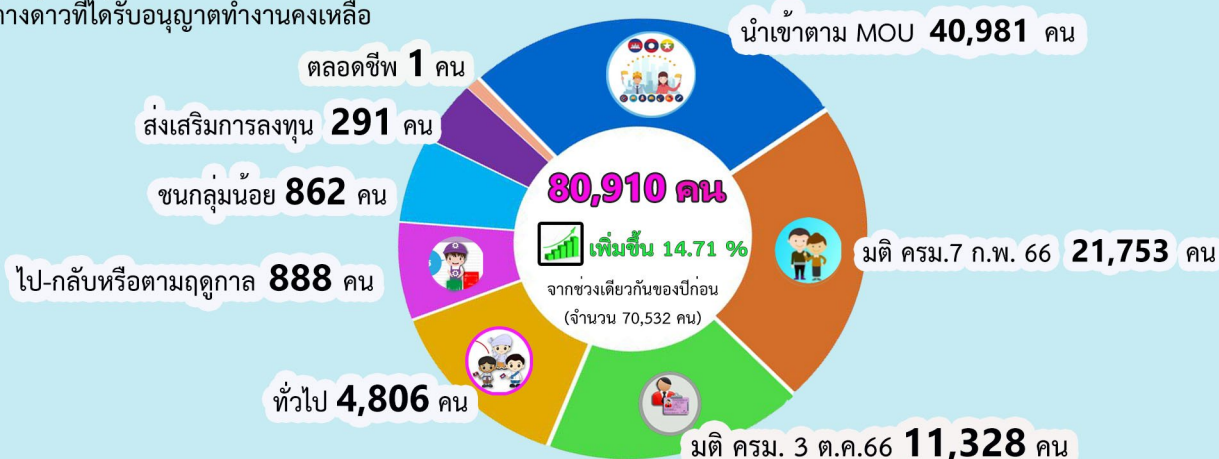 างดาวที่ได้รับอนุญาตทำงานคงเหลือ
นำเข้าตาม MOU 40,981 คน
ตลอดชีพ 1 คน
ส่งเสริมการลงทุน 291 คน
ชนกลุ่มน้อย 862 คน
80,910 คน
เพิ่มขึ้น 14.71 %
มติ ครม.7 ก.พ. 66 21,753 คน
ไป-กลับหรือตามฤดูกาล 888 คน
จากช่วงเดียวกันของปีก่อน
(จำนวน 70,532 คน)
ทั่วไป 4,806 คน
มติ ครม. 3 ต.ค.66 11,328 คน